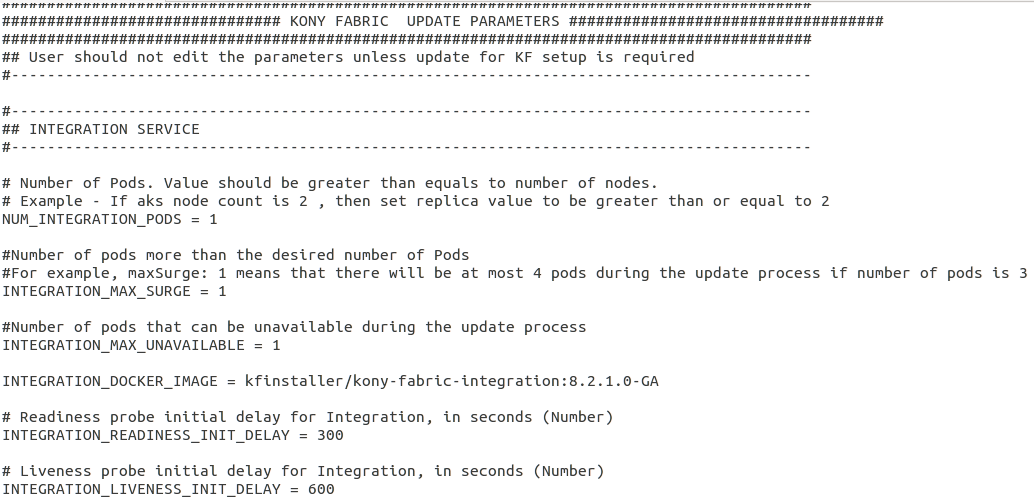 ##########################################################################################
############################### KONY FABRIC  UPDATE PARAMETERS ###################################
##########################################################################################
## User should not edit the parameters unless update for KF setup is required
#-----------------------------------------------------------------------------------------
#-----------------------------------------------------------------------------------------
## INTEGRATION SERVICE
#-----------------------------------------------------------------------------------------
# Number of Pods. Value should be greater than equals to number of nodes.
# Example - If aks node count is 2 , then set replica value to be greater than or equal to 2
NUM_INTEGRATION_PODS = 1
#Number of pods more than the desired number of Pods
#For example, maxSurge: 1 means that there will be at most 4 pods during the update process if number of pods is 3
INTEGRATION_MAX_SURGE = 1
#Number of pods that can be unavailable during the update process
INTEGRATION_MAX_UNAVAILABLE = 1
INTEGRATION_DOCKER_IMAGE = kfinstaller/kony-fabric-integration:8.2.1.0-GA
# Readiness probe initial delay for Integration, in seconds (Number)
INTEGRATION_READINESS_INIT_DELAY = 300
# Liveness probe initial delay for Integration, in seconds (Number)
INTEGRATION_LIVENESS_INIT_DELAY = 600